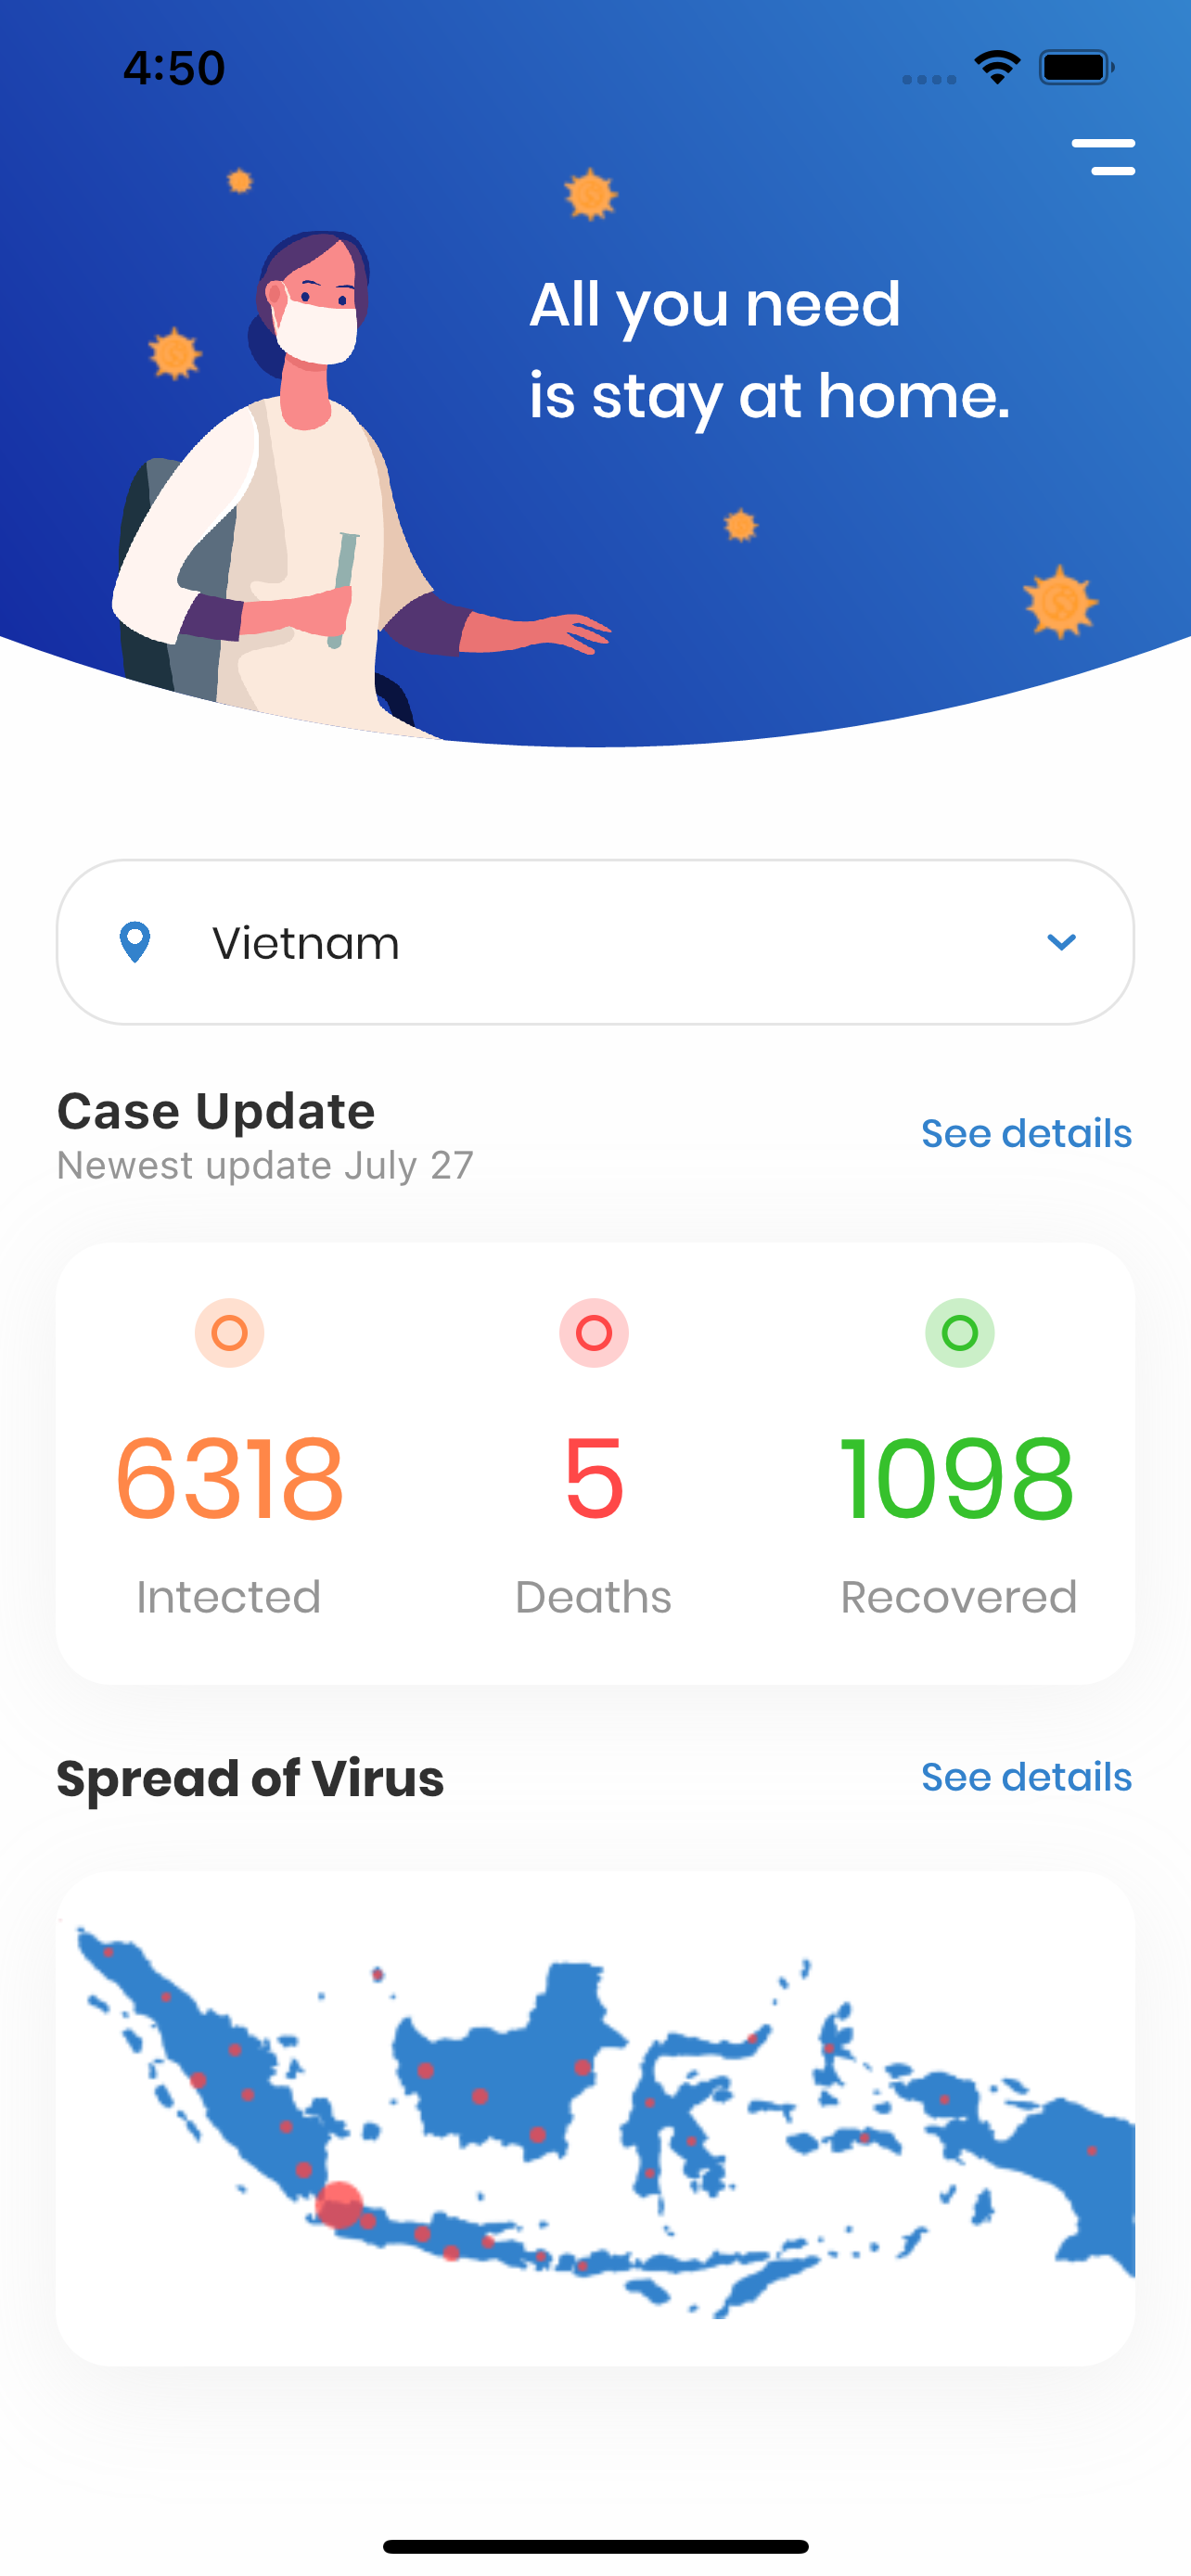 4:50
All you need
is stay at home.
Vietnam
Case Update
See details
Newest update July 27
6318
5
1098
Intected
Deaths
Recovered
Spread of Virus
See details